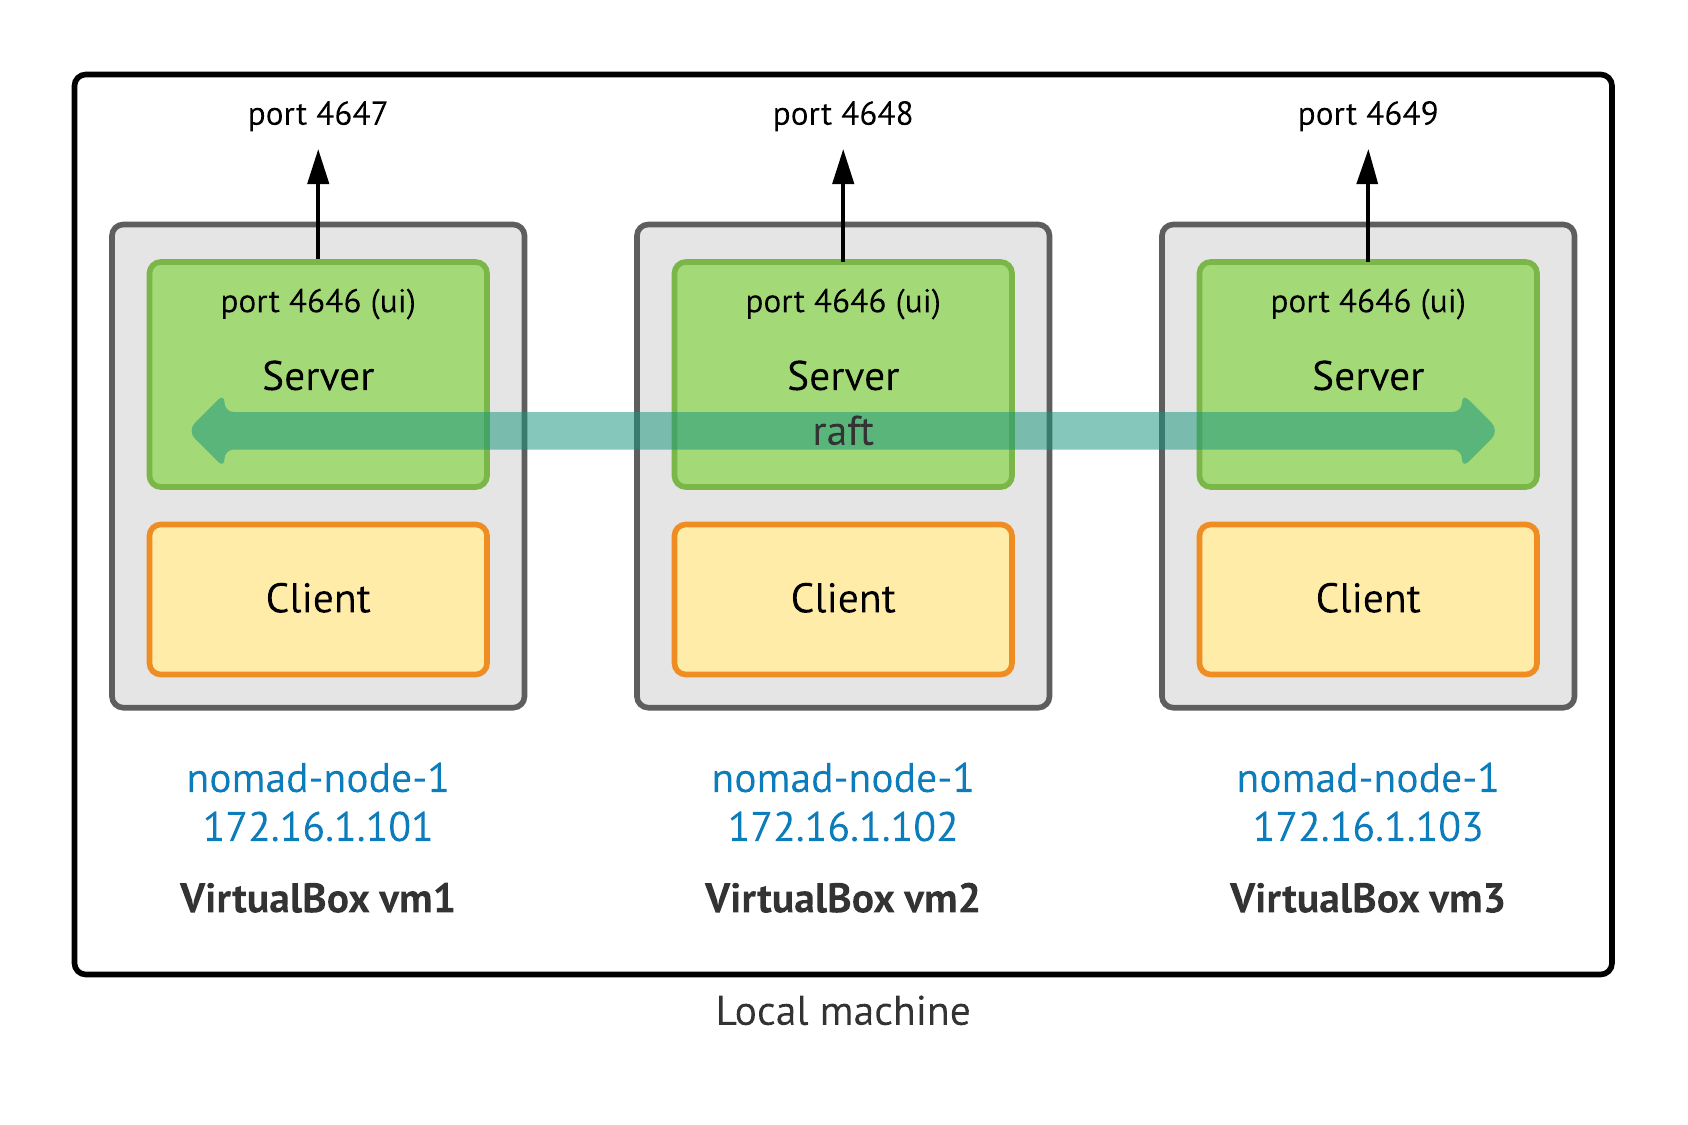 port 4647
port 4648
port 4649
port 4646 (ui)
port 4646 (ui)
port 4646 (ui)
Server
Server
Server
raft
Client
Client
Client
nomad-node-1
172.16.1.101
VirtualBox vm1
nomad-node-1
172.16.1.102
VirtualBox vm2
nomad-node-1
172.16.1.103
VirtualBox vm3
Local machine